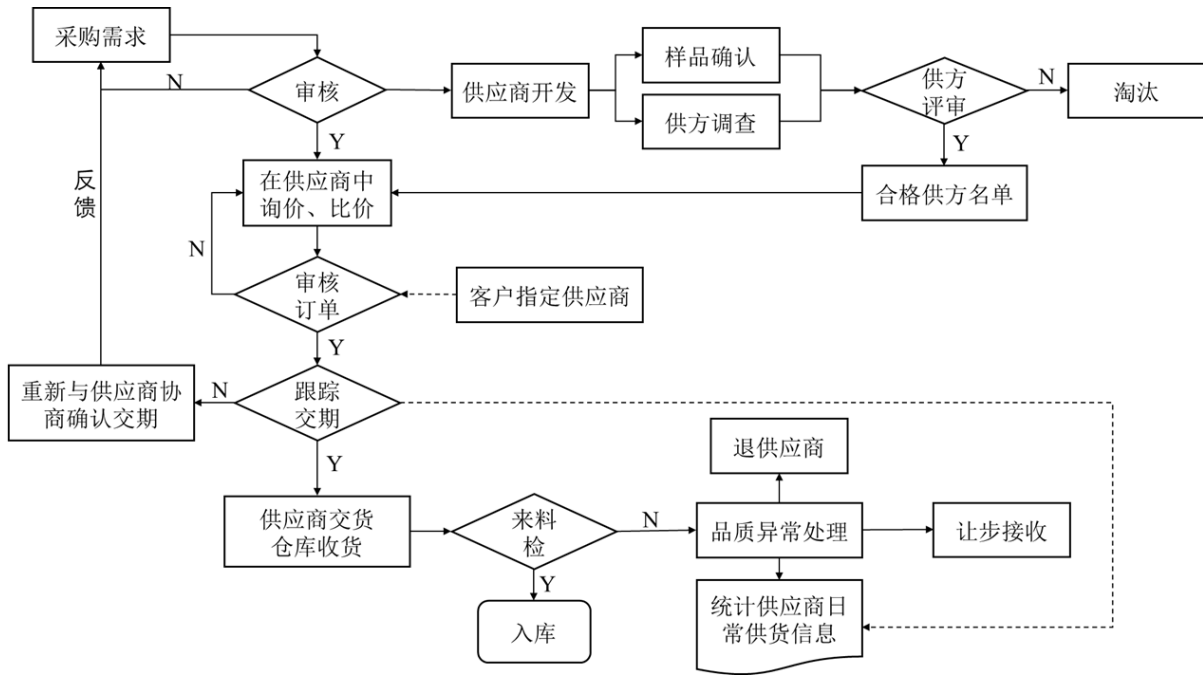 采购需求
样品确认
N
审核
供应商开发
供方
评审
N
淘汰
供方调查
Y
Y
反
馈
在供应商中
询价、比价
合格供方名单
N
审核
订单
客户指定供应商
Y
重新与供应商协
商确认交期
N
跟踪
交期
退供应商
Y
供应商交货
仓库收货
来料
检
N
品质异常处理
让步接收
Y
入库
统计供应商日
常供货信息